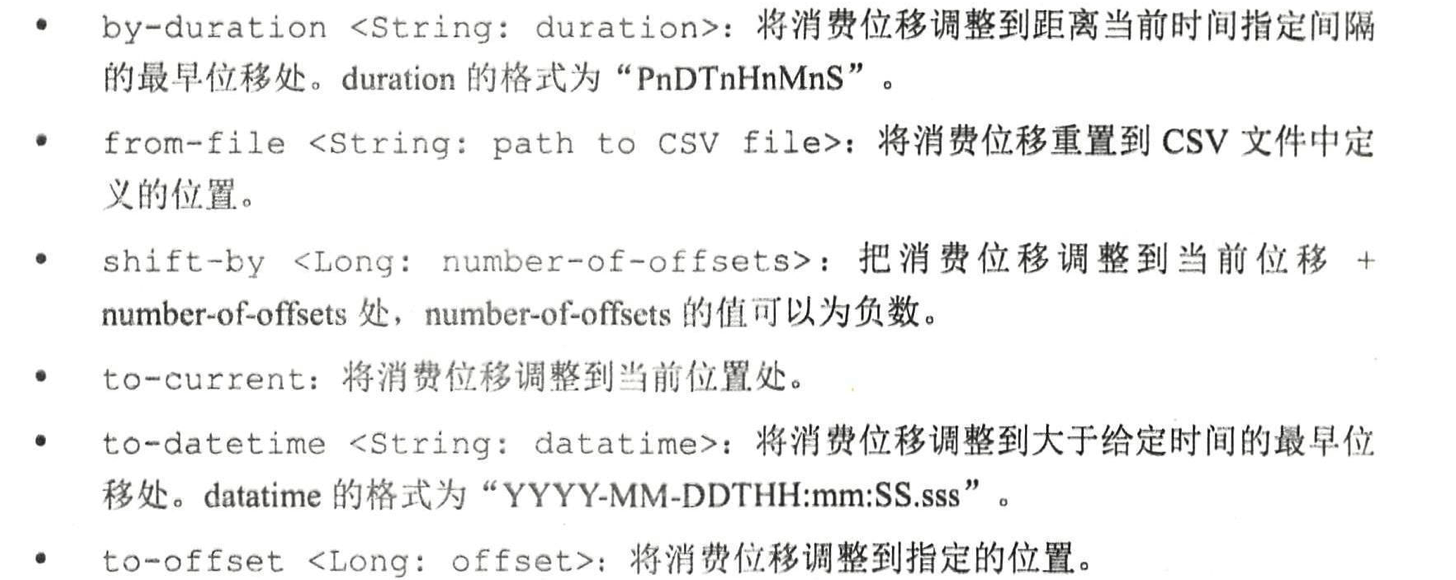 • by-duration <String: duration>：将消费位移调整到距离当前时间指定间隔
的最早位移处。duration 的格式为“PnDTnHnMnS”。
• from-file <String: path to CSV file>：将消费位移重置到 CSV 文件中定
义的位置。
• shift-by <Long: number-of-offsets>：把消费位移调整到当前位移 +
number-of-offsets 处，number-of-offsets 的值可以为负数。
• to-current：将消费位移调整到当前位置处。
• to-datetime <String: datatime>：将消费位移调整到大于给定时间的最早位
移处。datatime 的格式为“YYYY-MM-DDTHH:mm:SS.sss”。
• to-offset <Long: offset>：将消费位移调整到指定的位置。